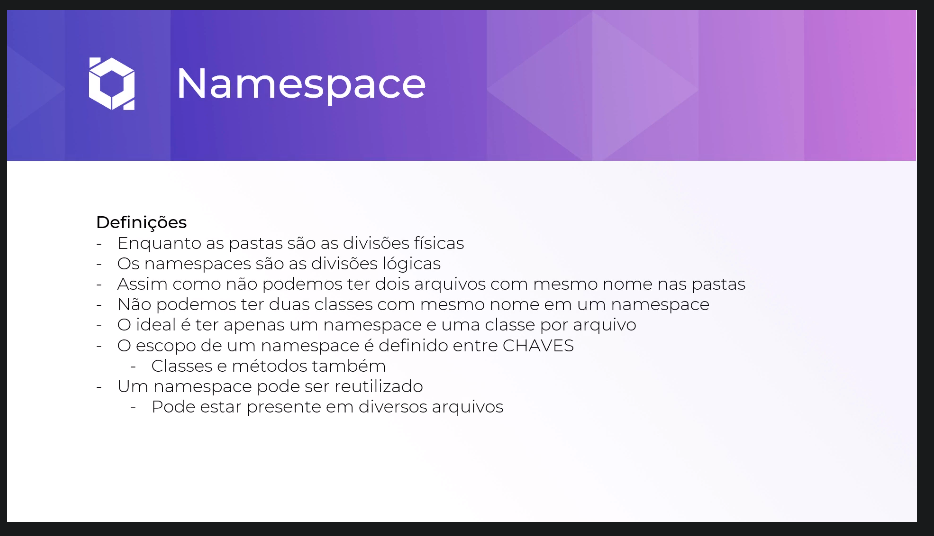 Namespace
Definições
- Enquanto as pastas são as divisões físicas
- Os namespaces são as divisões lógicas
- Assim como não podemos ter dois arquivos com mesmo nome nas pastas
- Não podemos ter duas classes com mesmo nome em um namespace
- O ideal é ter apenas um namespace e uma classe por arquivo
- O escopo de um namespace é definido entre CHAVES
- Classes e métodos também
- Um namespace pode ser reutilizado
- Pode estar presente em diversos arquivos